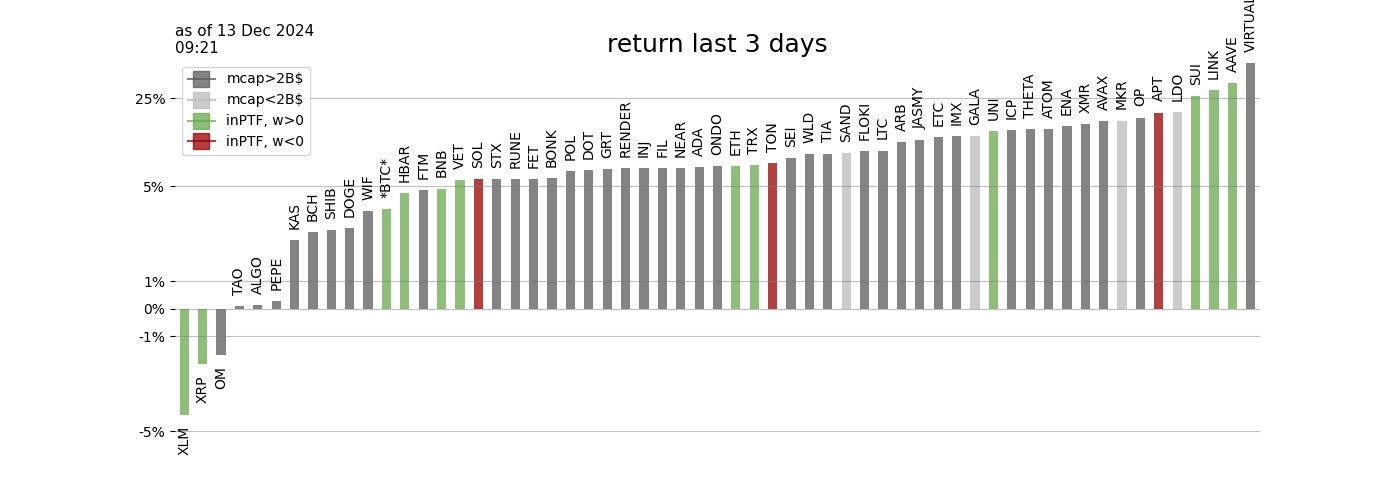 as of 13 Dec 2024
09:21
return last 3 days
mcap>2B$
mcap<2B$
inPTF, w>0
inPTF, w<0
25%
5%
1%
0%
-1%
-5%
XLM
XRP
OM
TAO
ALGO
PEPE
KAS
BCH
SHIB
DOGE
WIF
*BTC*
HBAR
FTM
BNB
VET
SOL
STX
RUNE
FET
BONK
POL
DOT
GRT
RENDER
INJ
FIL
NEAR
ADA
ONDO
ETH
TRX
TON
SEI
WLD
TIA
SAND
FLOKI
LTC
ARB
JASMY
ETC
IMX
GALA
UNI
ICP
THETA
ATOM
ENA
XMR
AVAX
MKR
OP
APT
LDO
SUI
LINK
AAVE
VIRTUAL